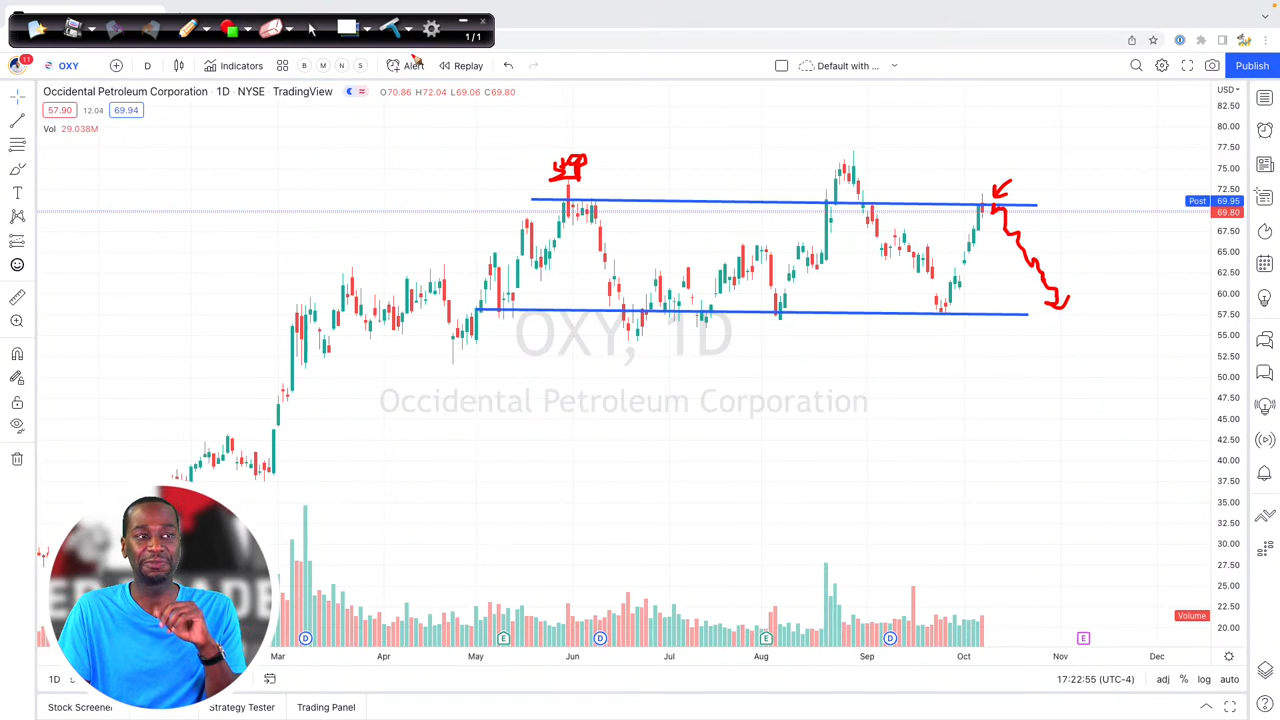 1 / 1
11
OXY
D
Indicators
B
M
N
S
Alert
Replay
Default with ...
Publish
Occidental Petroleum Corporation · 1D · NYSE · TradingView
O70.86 H72.04 L69.06 C69.80
USD
57.90
12.04
69.94
Vol 29.038M
82.50
80.00
77.50
75.00
72.50
Post 69.95
69.80
67.50
65.00
62.50
60.00
57.50
55.00
52.50
50.00
47.50
45.00
42.50
40.00
37.50
35.00
32.50
30.00
27.50
25.00
22.50
20.00
OXY, 1D
Occidental Petroleum Corporation
Volume
D
E
D
E
D
E
Mar
Apr
May
Jun
Jul
Aug
Sep
Oct
Nov
Dec
1D
17:22:55 (UTC-4)
adj
%
log
auto
Stock Screener
Strategy Tester
Trading Panel